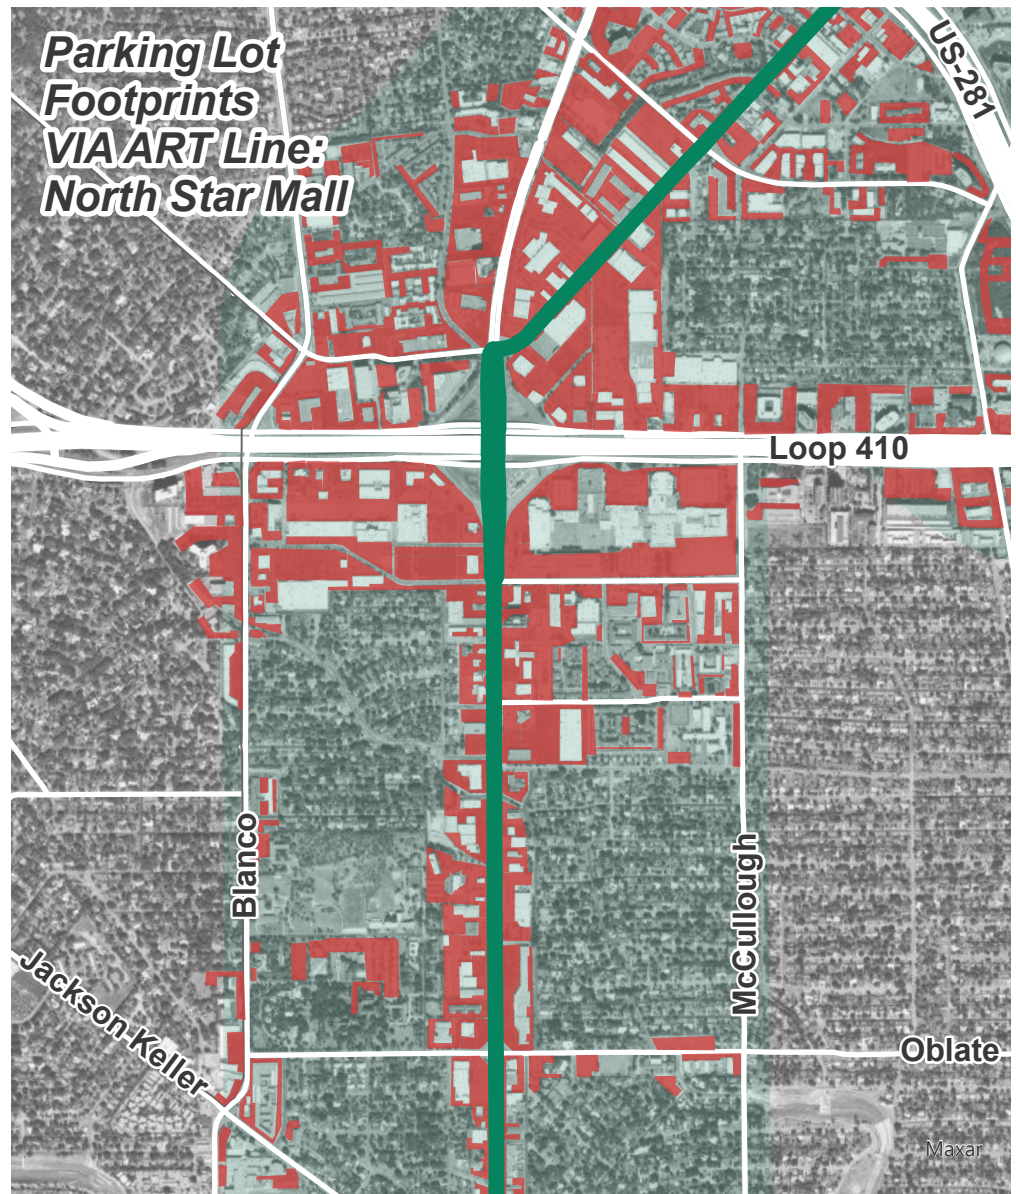 Parking Lot
Footprints
VIA ART Line:
North Star Mall
US-281
Loop 410
Blanco
McCullough
Jackson-Keller
Oblate
Maxar